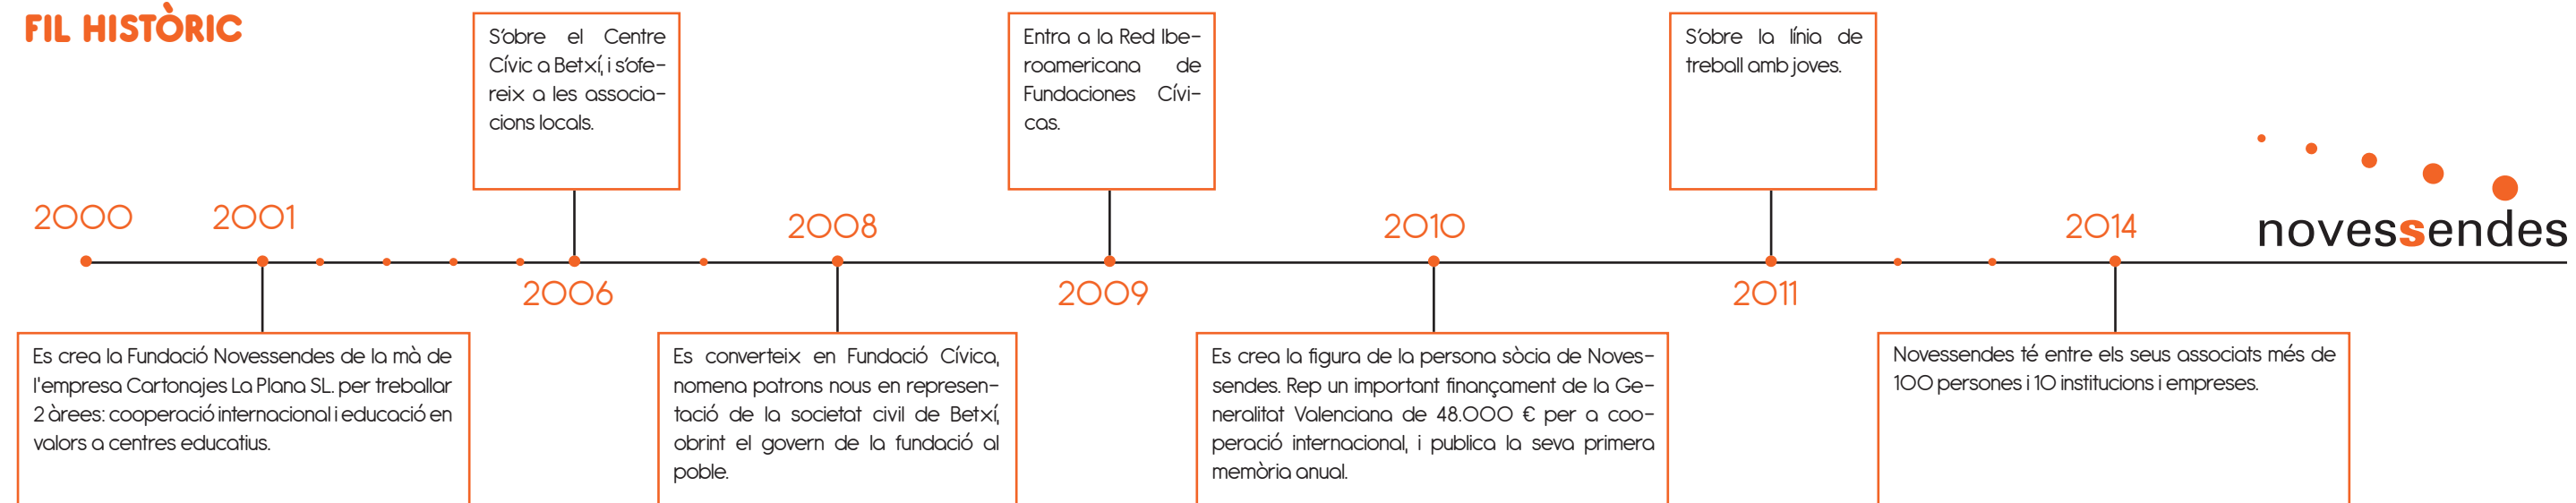 FIL HISTÒRIC
S'obre el Centre
Cívic a Betxí, i s'ofe-
reix a les associa-
cions locals.
Entra a la Red Ibe-
roamericana de
Fundaciones Cívi-
cas.
S'obre la línia de
treball amb joves.
2000
2001
2008
2010
2014
novessendes
2006
2009
2011
Es crea la Fundació Novessendes de la mà de
l'empresa Cartonajes La Plana SL. per treballar
2 àrees: cooperació internacional i educació en
valors a centres educatius.
Es converteix en Fundació Cívica,
nomena patrons nous en represen-
tació de la societat civil de Betxí,
obrint el govern de la fundació al
poble.
Es crea la figura de la persona sòcia de Noves-
sendes. Rep un important finançament de la Ge-
neralitat Valenciana de 48.000 € per a coo-
peració internacional, i publica la seva primera
memòria anual.
Novessendes té entre els seus associats més de
100 persones i 10 institucions i empreses.